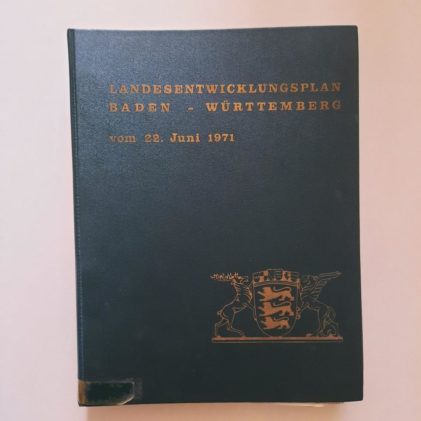 LANDESENTWICKLUNGSPLAN
BADEN - WÜRTTEMBERG
vom 22. Juni 1971